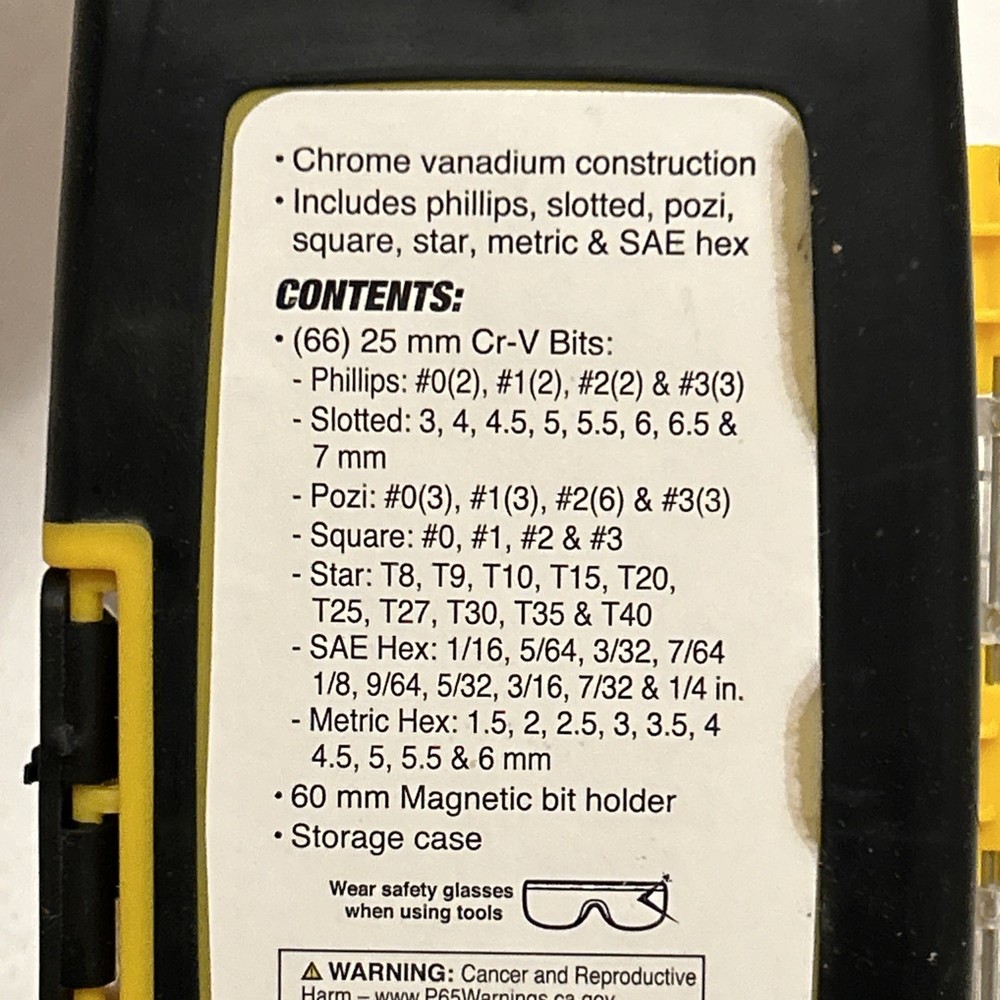 • Chrome vanadium construction
• Includes phillips, slotted, pozi,
square, star, metric & SAE hex
CONTENTS:
• (66) 25 mm Cr-V Bits:
- Phillips: #0(2), #1(2), #2(2) & #3(3)
- Slotted: 3, 4, 4.5, 5, 5.5, 6, 6.5 &
7 mm
- Pozi: #0(3), #1(3), #2(6) & #3(3)
- Square: #0, #1, #2 & #3
- Star: T8, T9, T10, T15, T20,
T25, T27, T30, T35 & T40
- SAE Hex: 1/16, 5/64, 3/32, 7/64
1/8, 9/64, 5/32, 3/16, 7/32 & 1/4 in.
- Metric Hex: 1.5, 2, 2.5, 3, 3.5, 4
4.5, 5, 5.5 & 6 mm
• 60 mm Magnetic bit holder
• Storage case
Wear safety glasses
when using tools
⚠ WARNING: Cancer and Reproductive
Harm – www.P65Warnings.ca.gov